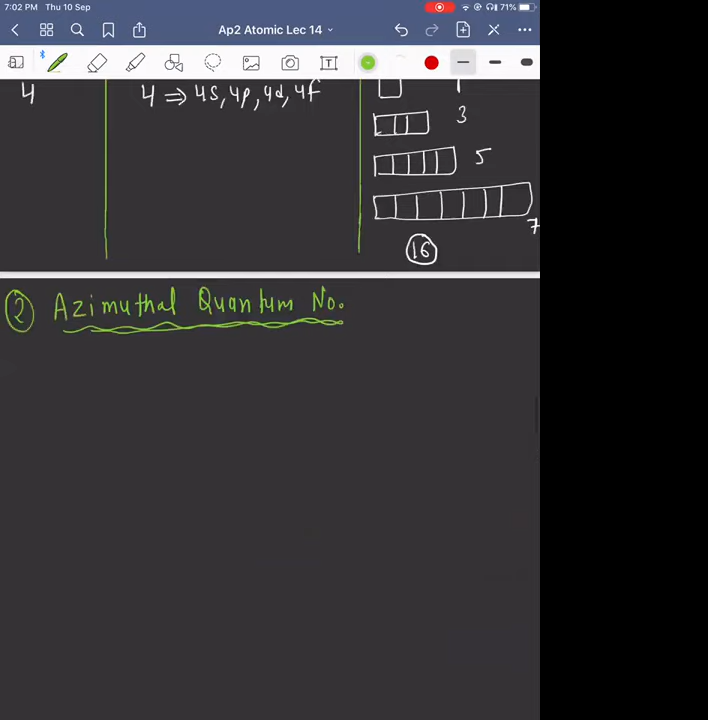 7:02 PM Thu 10 Sep 71%
Ap2 Atomic Lec 14
T
4 4 ⇒ 4s, 4p, 4d, 4f 1
3
5
7
16
② Azimuthal Quantum No.